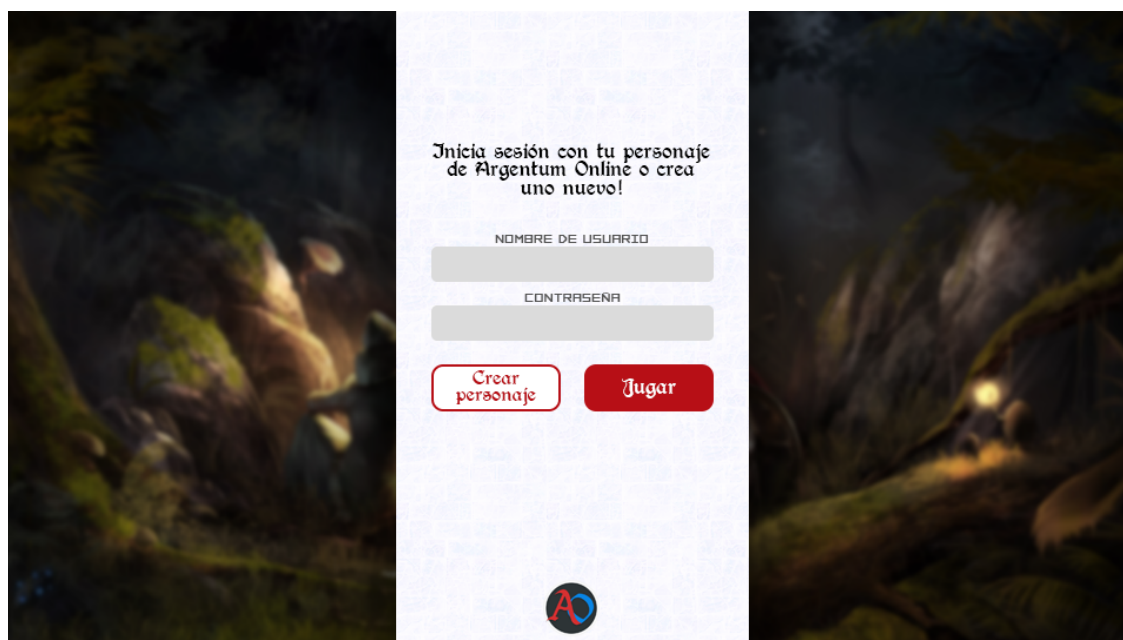 Inicia sesión con tu personaje
de Argentum Online o crea
uno nuevo!
NOMBRE DE USUARIO
CONTRASEÑA
Crear
personaje
Jugar
AO